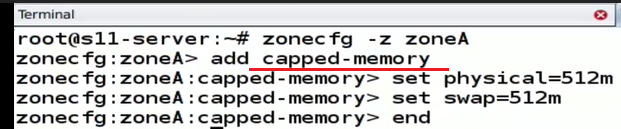 Terminal
root@s11-server:~# zonecfg -z zoneA
zonecfg:zoneA> add capped-memory
zonecfg:zoneA:capped-memory> set physical=512m
zonecfg:zoneA:capped-memory> set swap=512m
zonecfg:zoneA:capped-memory> end